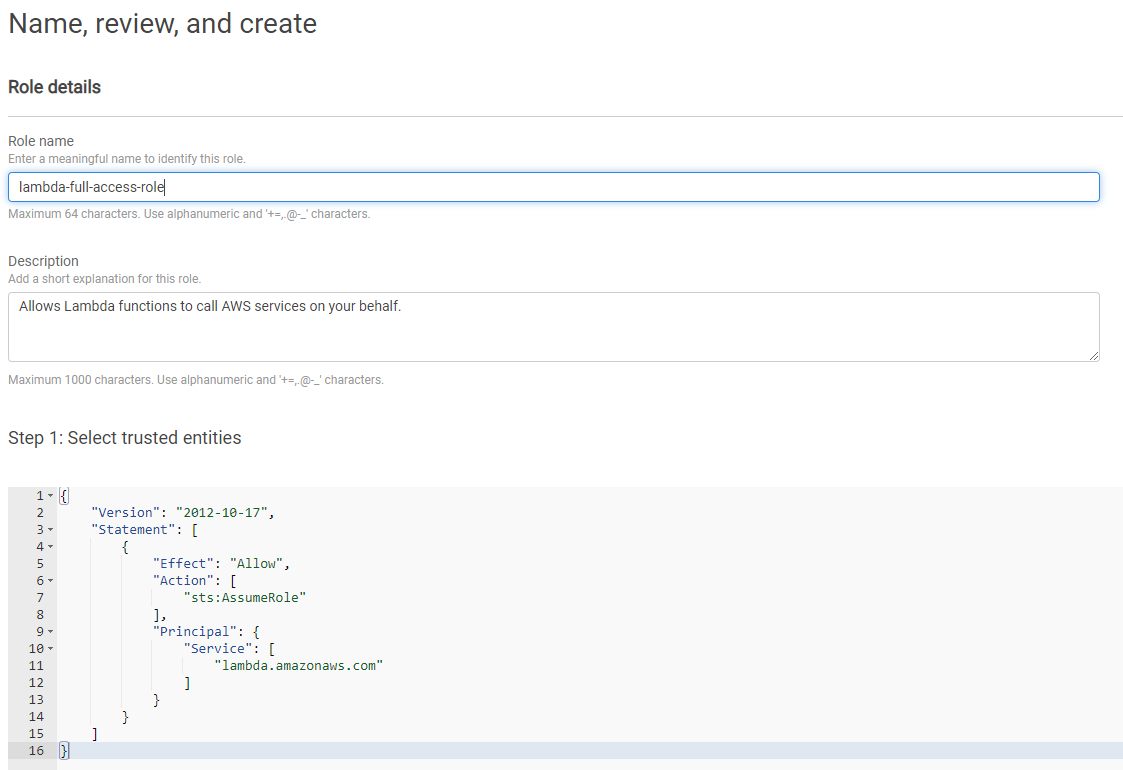 Name, review, and create
Role details
Role name
Enter a meaningful name to identify this role.
lambda-full-access-role
Maximum 64 characters. Use alphanumeric and '+=,.@-_' characters.
Description
Add a short explanation for this role.
Allows Lambda functions to call AWS services on your behalf.
Maximum 1000 characters. Use alphanumeric and '+=,.@-_' characters.
Step 1: Select trusted entities
1 {
2     "Version": "2012-10-17",
3     "Statement": [
4         {
5             "Effect": "Allow",
6             "Action": [
7                 "sts:AssumeRole"
8             ],
9             "Principal": {
10                 "Service": [
11                     "lambda.amazonaws.com"
12                 ]
13             }
14         }
15     ]
16 }